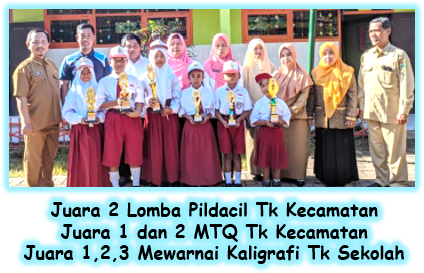 Juara 2 Lomba Pildacil Tk Kecamatan
Juara 1 dan 2 MTQ Tk Kecamatan
Juara 1,2,3 Mewarnai Kaligrafi Tk Sekolah